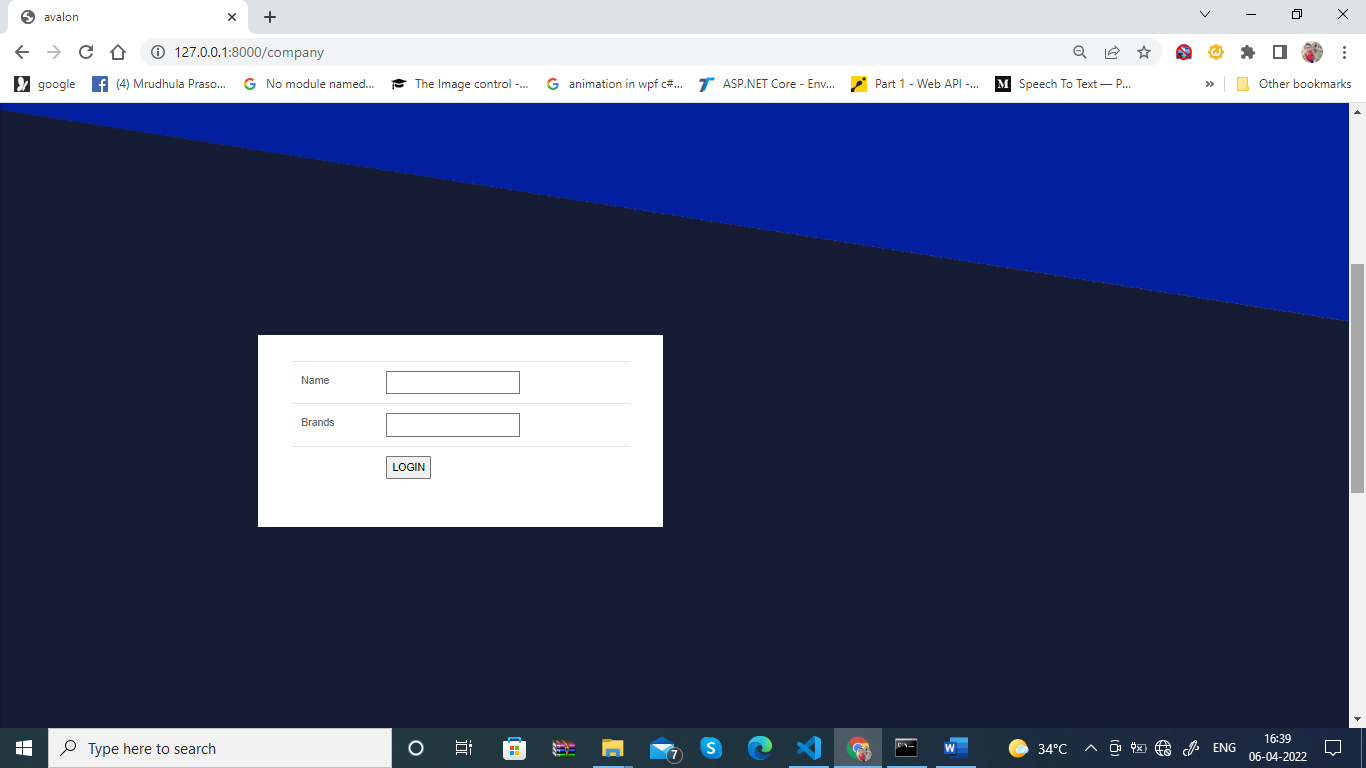 avalon
127.0.0.1:8000/company
google (4) Mrudhula Praso... No module named... The Image control -... animation in wpf c#... ASP.NET Core - Env... Part 1 - Web API -... M Speech To Text — P... » Other bookmarks
Name
Brands
LOGIN
Type here to search 7 34°C ENG 16:39
06-04-2022